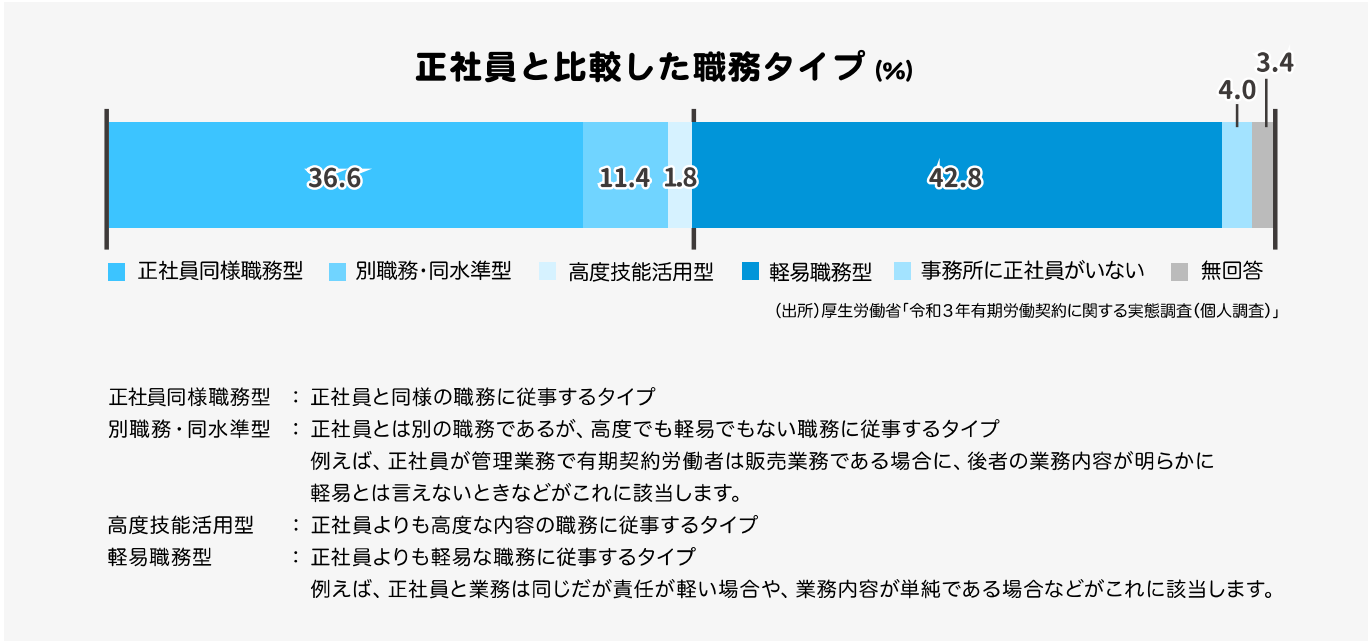 正社員と比較した職務タイプ (%)
3.4
4.0
36.6 11.4 1.8 42.8
正社員同様職務型 別職務・同水準型 高度技能活用型 軽易職務型 事務所に正社員がいない 無回答
（出所）厚生労働省「令和３年有期労働契約に関する実態調査（個人調査）」
正社員同様職務型 ： 正社員と同様の職務に従事するタイプ
別職務・同水準型 ： 正社員とは別の職務であるが、高度でも軽易でもない職務に従事するタイプ
例えば、正社員が管理業務で有期契約労働者は販売業務である場合に、後者の業務内容が明らかに
軽易とは言えないときなどがこれに該当します。
高度技能活用型 ： 正社員よりも高度な内容の職務に従事するタイプ
軽易職務型 ： 正社員よりも軽易な職務に従事するタイプ
例えば、正社員と業務は同じだが責任が軽い場合や、業務内容が単純である場合などがこれに該当します。